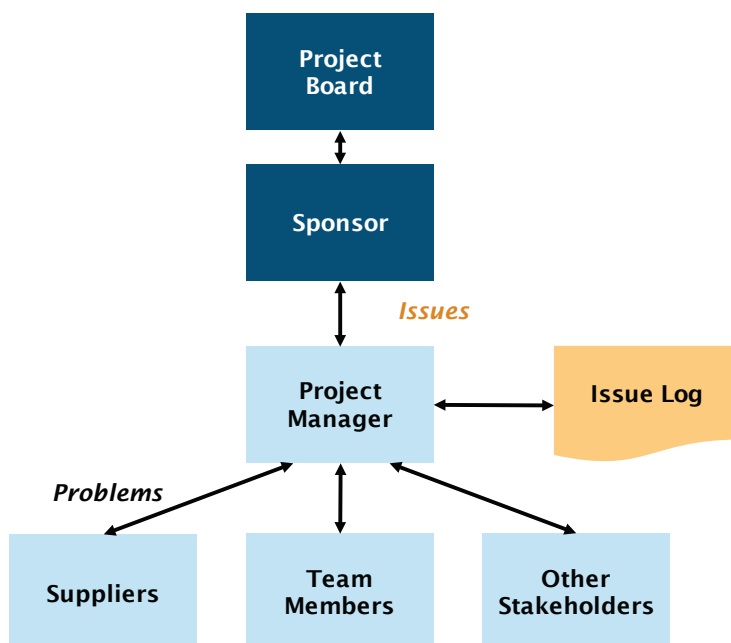 Project
Board
Sponsor
Issues
Project
Manager
Issue Log
Problems
Suppliers
Team
Members
Other
Stakeholders